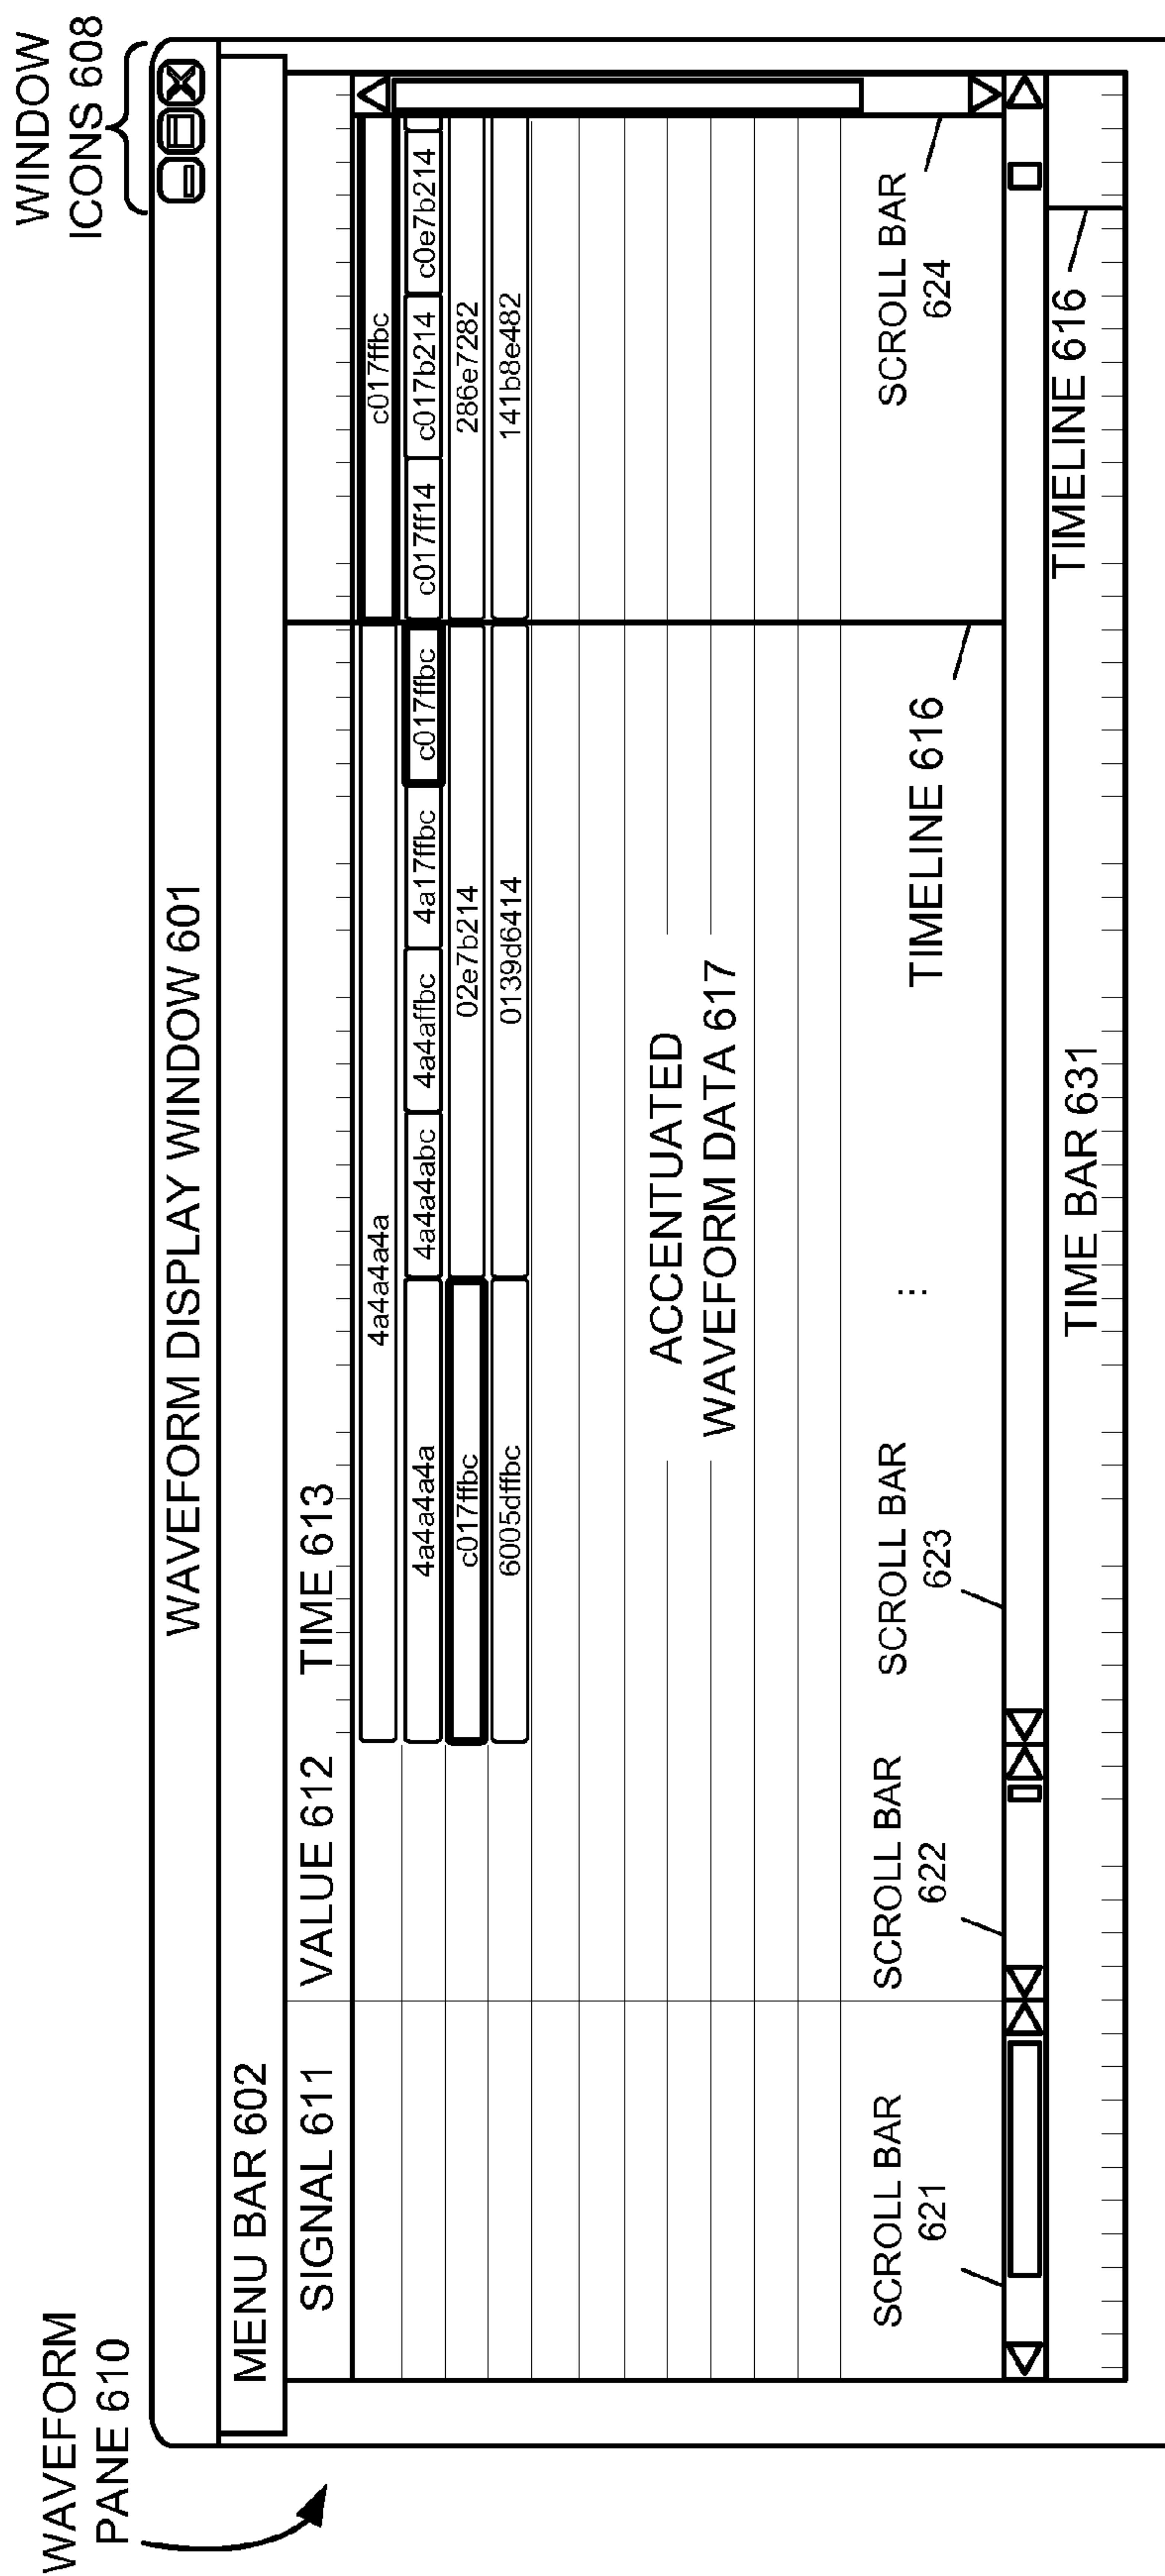 WAVEFORM
PANE 610
WINDOW
ICONS 608
WAVEFORM DISPLAY WINDOW 601
MENU BAR 602
SIGNAL 611
VALUE 612
TIME 613
4a4a4a4a
c017ffbc
4a4a4a4a
4a4a4abc
4a4affbc
4a17ffbc
c017ffbc
c017ff14
c017b214
c0e7b214
c017ffbc
02e7b214
286e7282
6005dffbc
0139d6414
141b8e482
ACCENTUATED
WAVEFORM DATA 617
SCROLL BAR
621
SCROLL BAR
622
SCROLL BAR
623
...
TIMELINE 616
SCROLL BAR
624
TIME BAR 631
TIMELINE 616